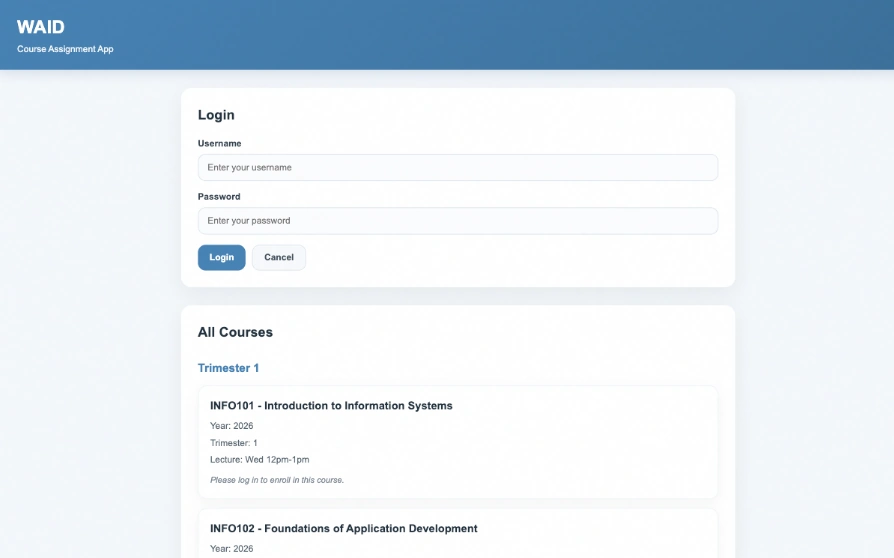 WAID
Course Assignment App
Login
Username
Enter your username
Password
Enter your password
Login Cancel
All Courses
Trimester 1
INFO101 - Introduction to Information Systems
Year: 2026
Trimester: 1
Lecture: Wed 12pm-1pm
Please log in to enroll in this course.
INFO102 - Foundations of Application Development
Year: 2026